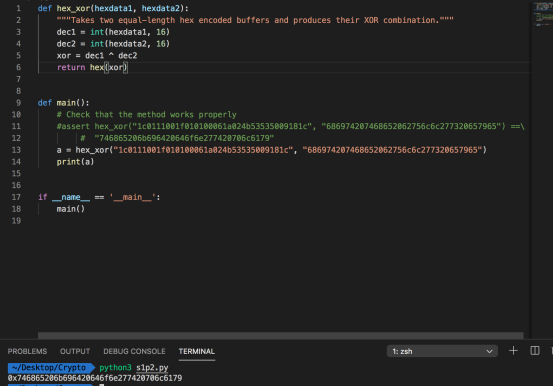 1 def hex_xor(hexdata1, hexdata2):
2 """Takes two equal-length hex encoded buffers and produces their XOR combination."""
3 dec1 = int(hexdata1, 16)
4 dec2 = int(hexdata2, 16)
5 xor = dec1 ^ dec2
6 return hex(xor)
7
8
9 def main():
10 # Check that the method works properly
11 #assert hex_xor("1c0111001f010100061a024b53535009181c", "686974207468652062756c6c277320657965") ==\
12 # "746865206b696420646f6e277420706c6179"
13 a = hex_xor("1c0111001f010100061a024b53535009181c", "686974207468652062756c6c277320657965")
14 print(a)
15
16
17 if __name__ == '__main__':
18 main()
19
PROBLEMS OUTPUT DEBUG CONSOLE TERMINAL 1: zsh
~/Desktop/Crypto python3 s1p2.py
0x746865206b696420646f6e277420706c6179